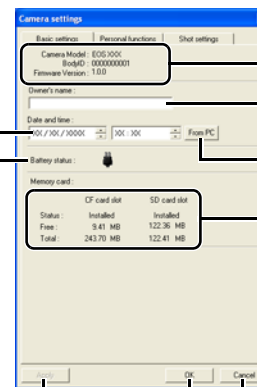 Camera settings
Basic settings Personal functions Shot settings
Camera Model : EOS XXX
BodyID : 0000000001
Firmware Version : 1.0.0
Owner's name :
Date and time :
XX / XX / XXXX XX : XX From PC
Battery status :
Memory card :
CF card slot SD card slot
Status : Installed Installed
Free : 9.41 MB 122.36 MB
Total : 243.70 MB 122.41 MB
Apply OK Cancel